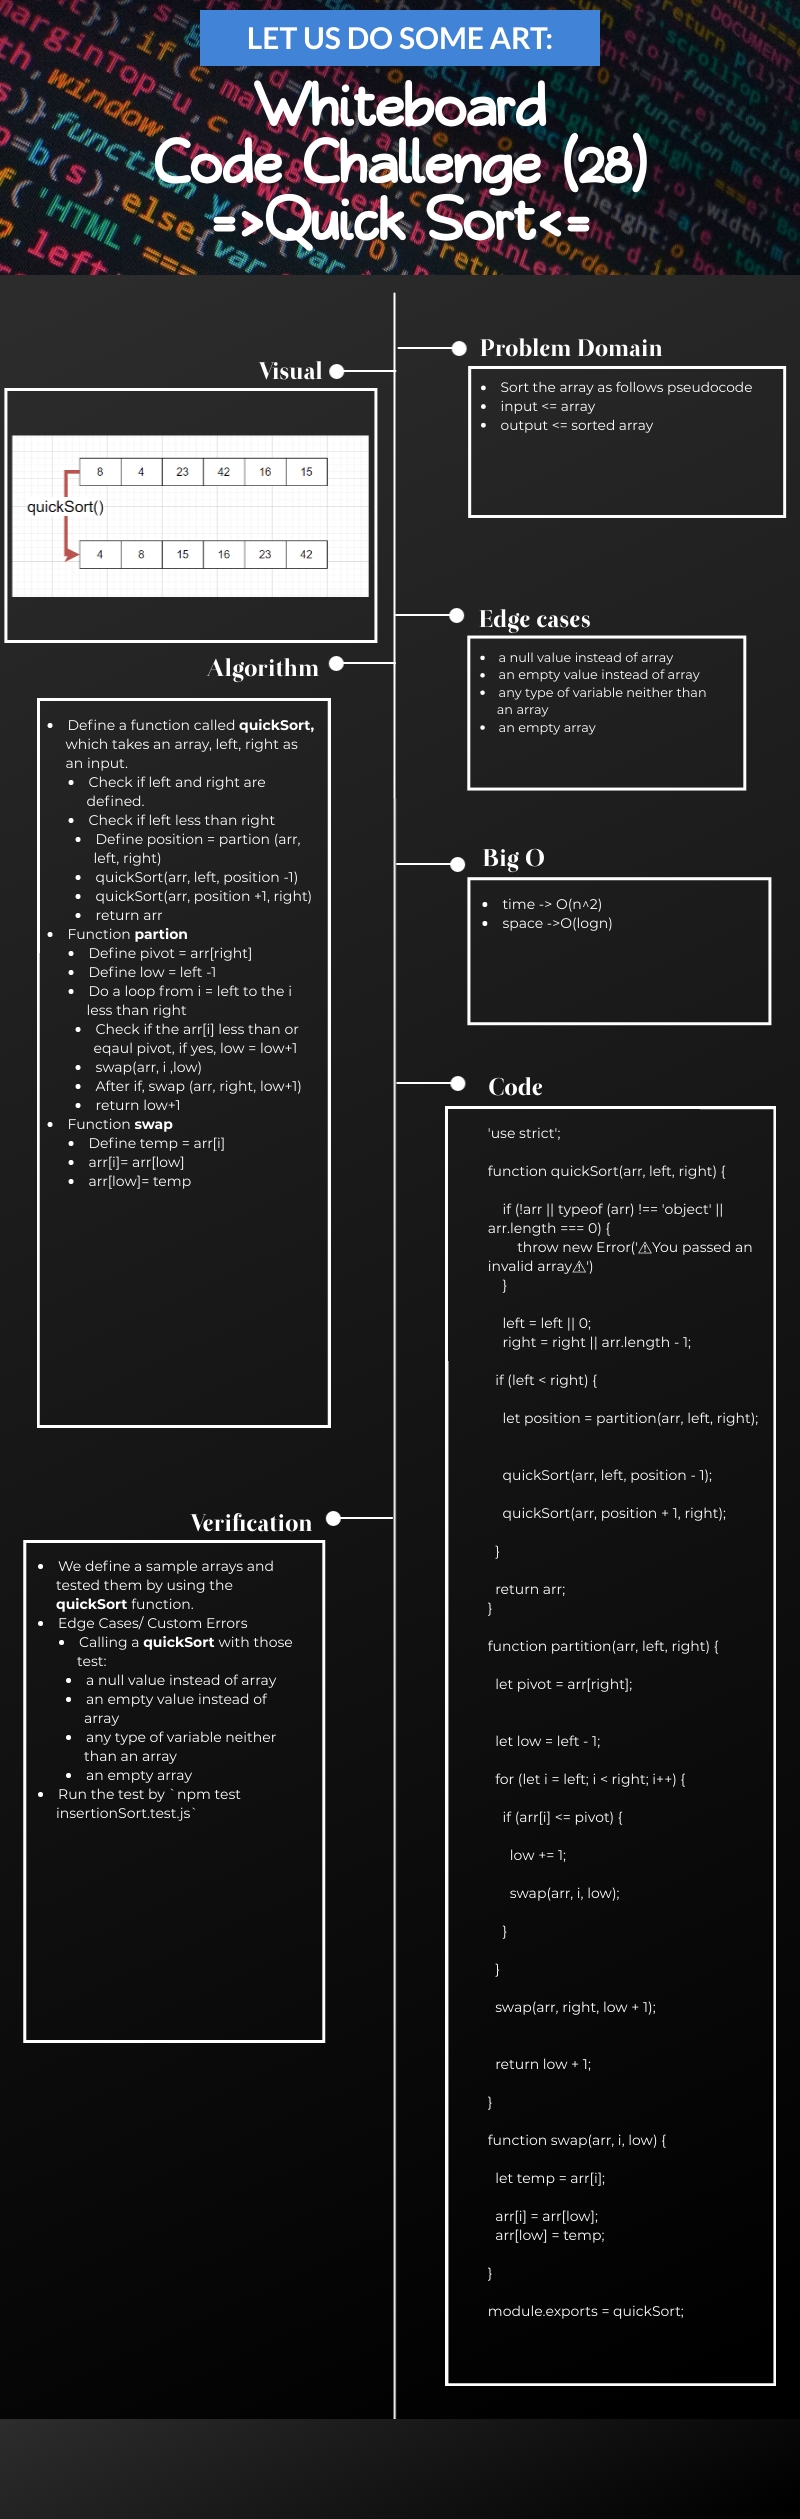 LET US DO SOME ART:
Whiteboard
Code Challenge (28)
=>Quick Sort<=
Visual
8 4 23 42 16 15
quickSort()
4 8 15 16 23 42
Problem Domain
• Sort the array as follows pseudocode
• input <= array
• output <= sorted array
Edge cases
• a null value instead of array
• an empty value instead of array
• any type of variable neither than
an array
• an empty array
Algorithm
• Define a function called quickSort,
which takes an array, left, right as
an input.
• Check if left and right are
defined.
• Check if left less than right
• Define position = partion (arr,
left, right)
• quickSort(arr, left, position -1)
• quickSort(arr, position +1, right)
• return arr
• Function partion
• Define pivot = arr[right]
• Define low = left -1
• Do a loop from i = left to the i
less than right
• Check if the arr[i] less than or
eqaul pivot, if yes, low = low+1
• swap(arr, i ,low)
• After if, swap (arr, right, low+1)
• return low+1
• Function swap
• Define temp = arr[i]
• arr[i]= arr[low]
• arr[low]= temp
Big O
• time -> O(n^2)
• space ->O(logn)
Code
'use strict';
function quickSort(arr, left, right) {
if (!arr || typeof (arr) !== 'object' ||
arr.length === 0) {
throw new Error('⚠You passed an
invalid array⚠')
}
left = left || 0;
right = right || arr.length - 1;
if (left < right) {
let position = partition(arr, left, right);
quickSort(arr, left, position - 1);
quickSort(arr, position + 1, right);
}
return arr;
}
function partition(arr, left, right) {
let pivot = arr[right];
let low = left - 1;
for (let i = left; i < right; i++) {
if (arr[i] <= pivot) {
low += 1;
swap(arr, i, low);
}
}
swap(arr, right, low + 1);
return low + 1;
}
function swap(arr, i, low) {
let temp = arr[i];
arr[i] = arr[low];
arr[low] = temp;
}
module.exports = quickSort;
Verification
• We define a sample arrays and
tested them by using the
quickSort function.
• Edge Cases/ Custom Errors
• Calling a quickSort with those
test:
• a null value instead of array
• an empty value instead of
array
• any type of variable neither
than an array
• an empty array
• Run the test by `npm test
insertionSort.test.js`